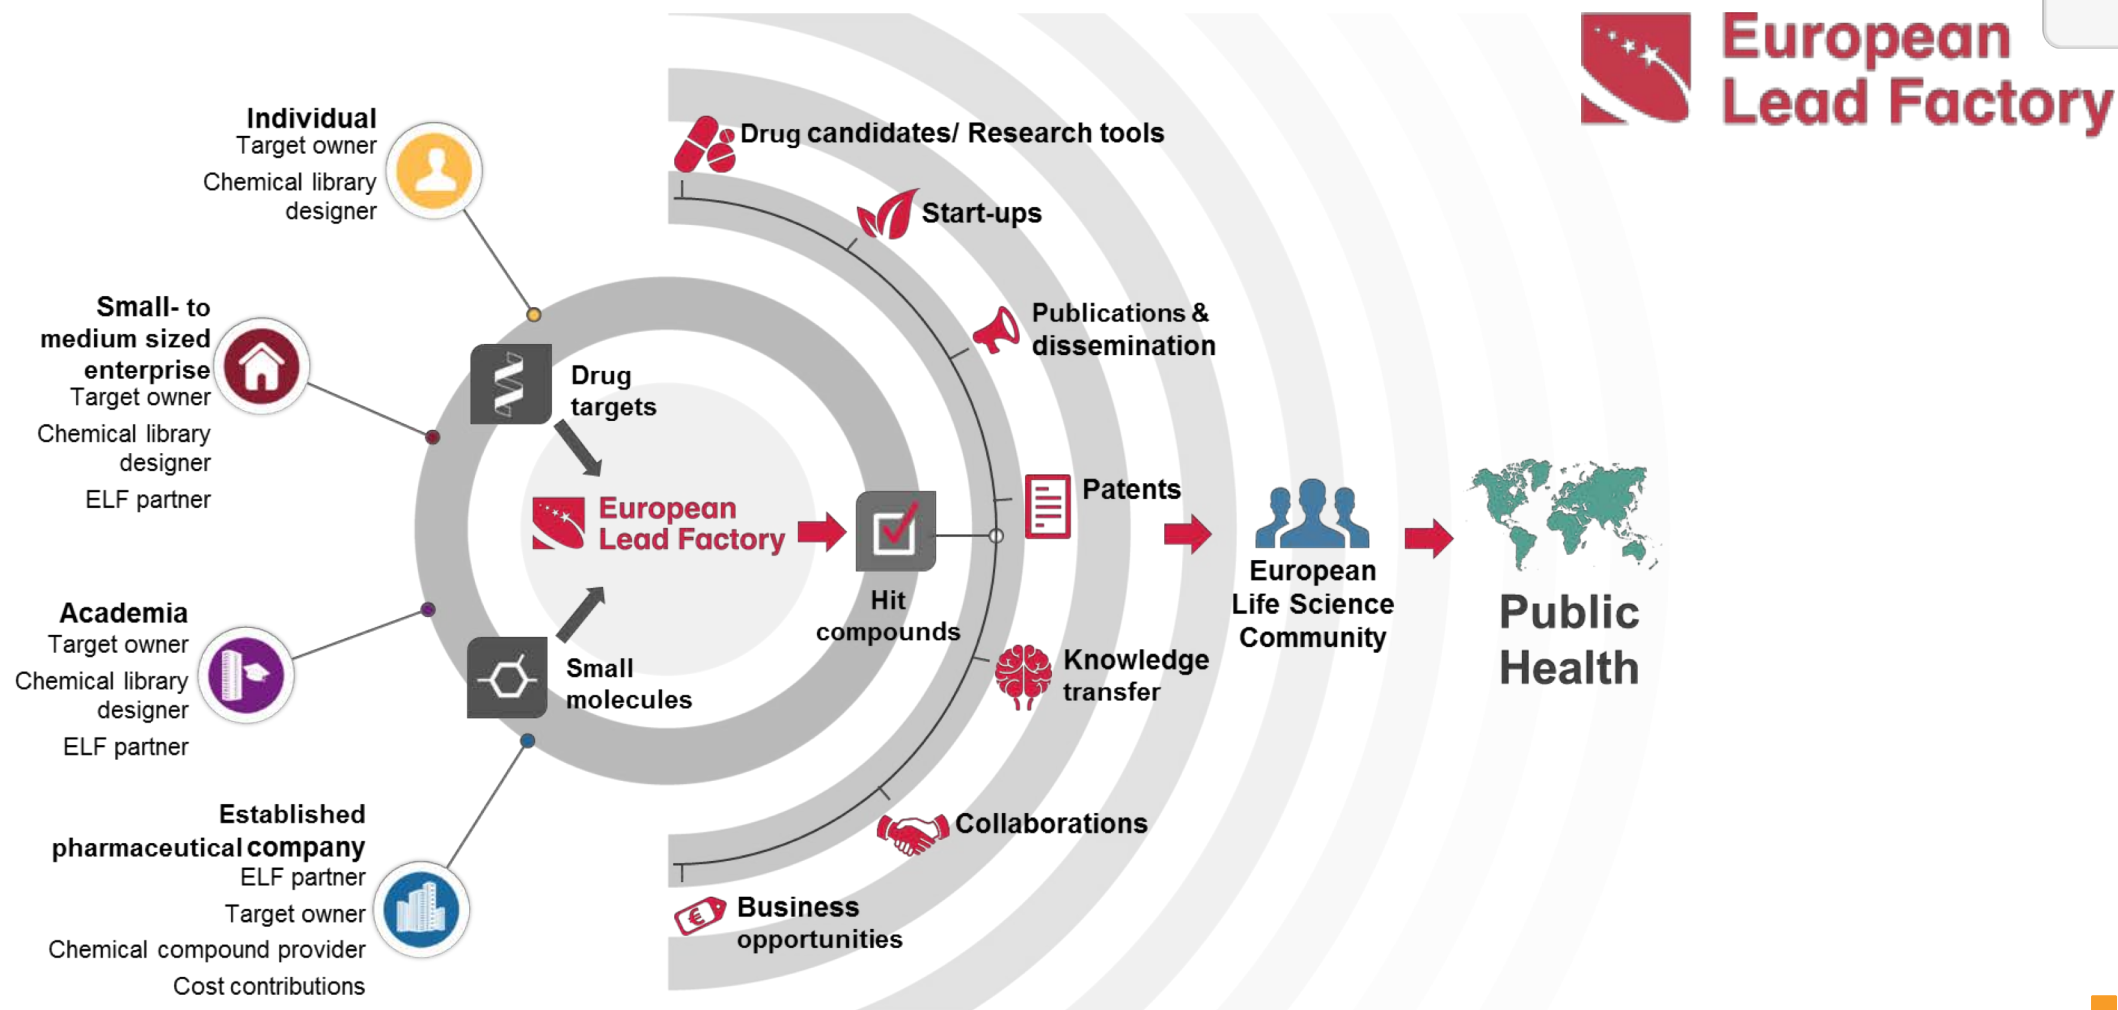 European
Lead Factory
Individual
Target owner
Chemical library
designer
Small- to
medium sized
enterprise
Target owner
Chemical library
designer
ELF partner
Academia
Target owner
Chemical library
designer
ELF partner
Established
pharmaceutical company
ELF partner
Target owner
Chemical compound provider
Cost contributions
Drug
targets
European
Lead Factory
Small
molecules
Hit
compounds
Drug candidates/ Research tools
Start-ups
Publications &
dissemination
Patents
Knowledge
transfer
Collaborations
€
Business
opportunities
European
Life Science
Community
Public
Health